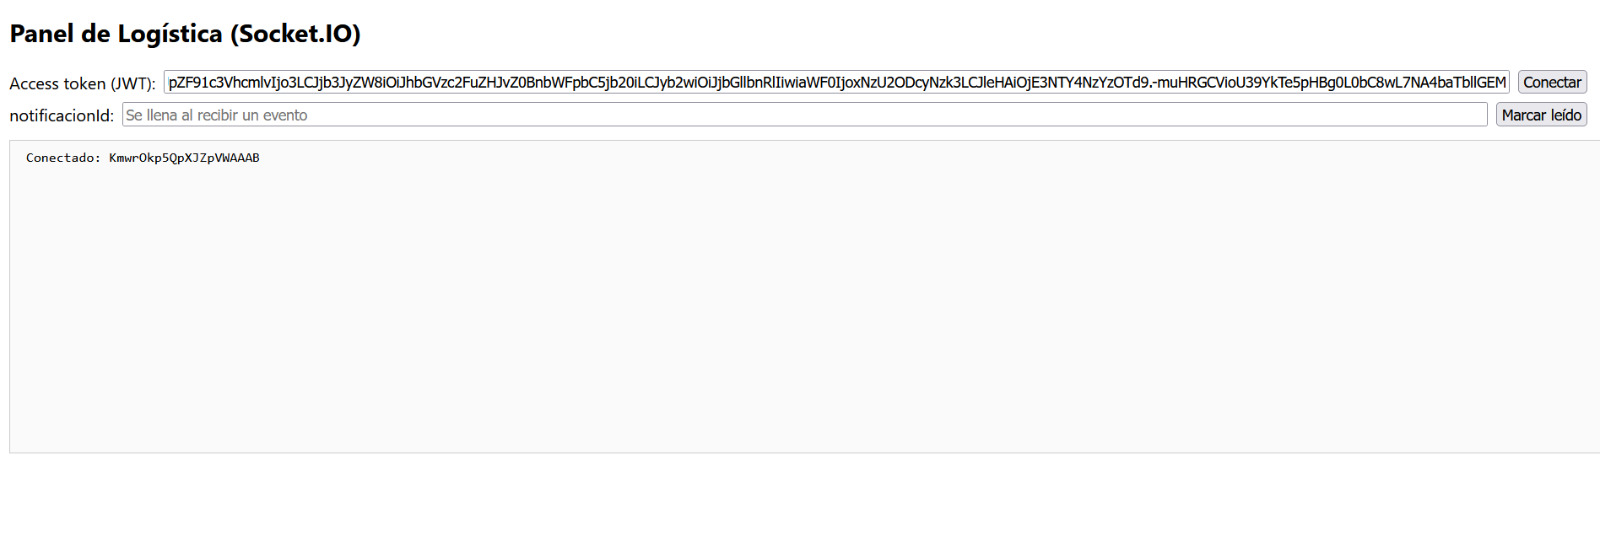 Panel de Logística (Socket.IO)
Access token (JWT): pZF91c3VhcmlvIjo3LCJjb3JyZW8iOiJhbGVzc2FuZHJvZ0BnbWFpbC5jb20iLCJyb2wiOiJjbGllbnRlIiwiaWF0IjoxNzU2ODcyNzk3LCJleHAiOjE3NTY4NzYzOTd9.-muHRGCVioU39YkTe5pHBg0L0bC8wL7NA4baTbllGEM Conectar
notificacionId: Se llena al recibir un evento Marcar leído
Conectado: KmwrOkp5QpXJZpVWAAAB